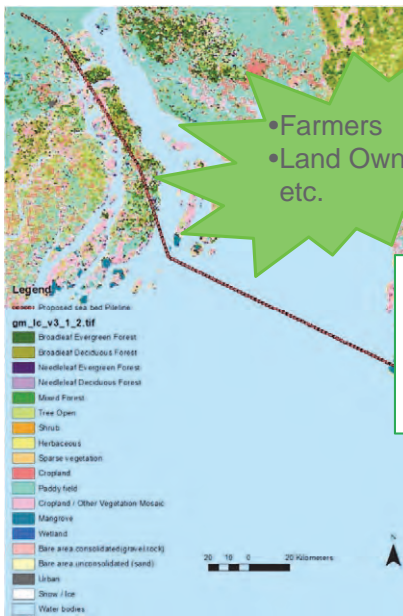 •Farmers
•Land Own
etc.
Legend
Proposed sea bed Pileline
gm_lc_v3_1_2.tif
Broadleaf Evergreen Forest
Broadleaf Deciduous Forest
Needleleaf Evergreen Forest
Needleleaf Deciduous Forest
Mixed Forest
Tree Open
Shrub
Herbaceous
Sparse vegetation
Cropland
Paddy field
Cropland / Other Vegetation Mosaic
Mangrove
Wetland
Bare area consolidated(gravel,rock)
Bare area unconsolidated (sand)
Urban
Snow / Ice
Water bodies
20 10 0 20 Kilometers
N